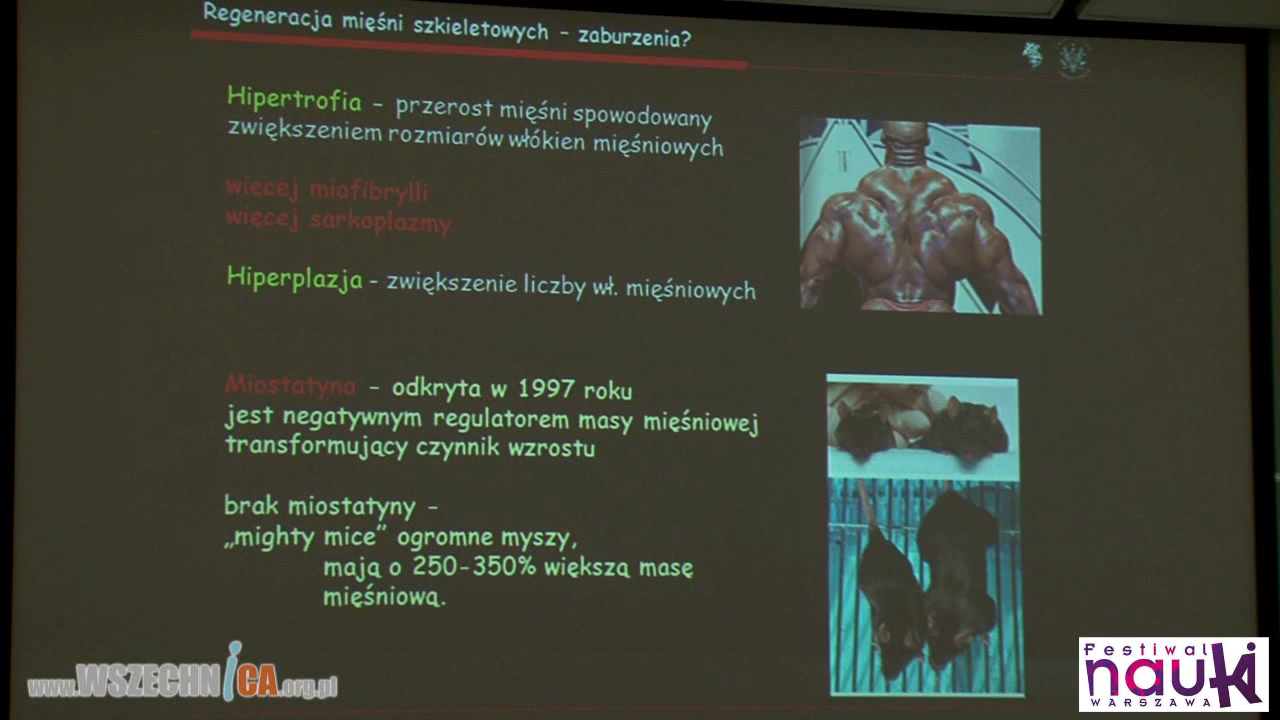 Regeneracja mięśni szkieletowych – zaburzenia?
Hipertrofia – przerost mięśni spowodowany
zwiększeniem rozmiarów włókien mięśniowych
więcej miofibrylli
więcej sarkoplazmy
Hiperplazja - zwiększenie liczby wł. mięśniowych
Miostatyna – odkryta w 1997 roku
jest negatywnym regulatorem masy mięśniowej
transformujący czynnik wzrostu
brak miostatyny –
„mighty mice” ogromne myszy,
mają o 250-350% większą masę
mięśniową.
www.WSZECHNiCA.org.pl
Festiwal
nauki
WARSZAWA